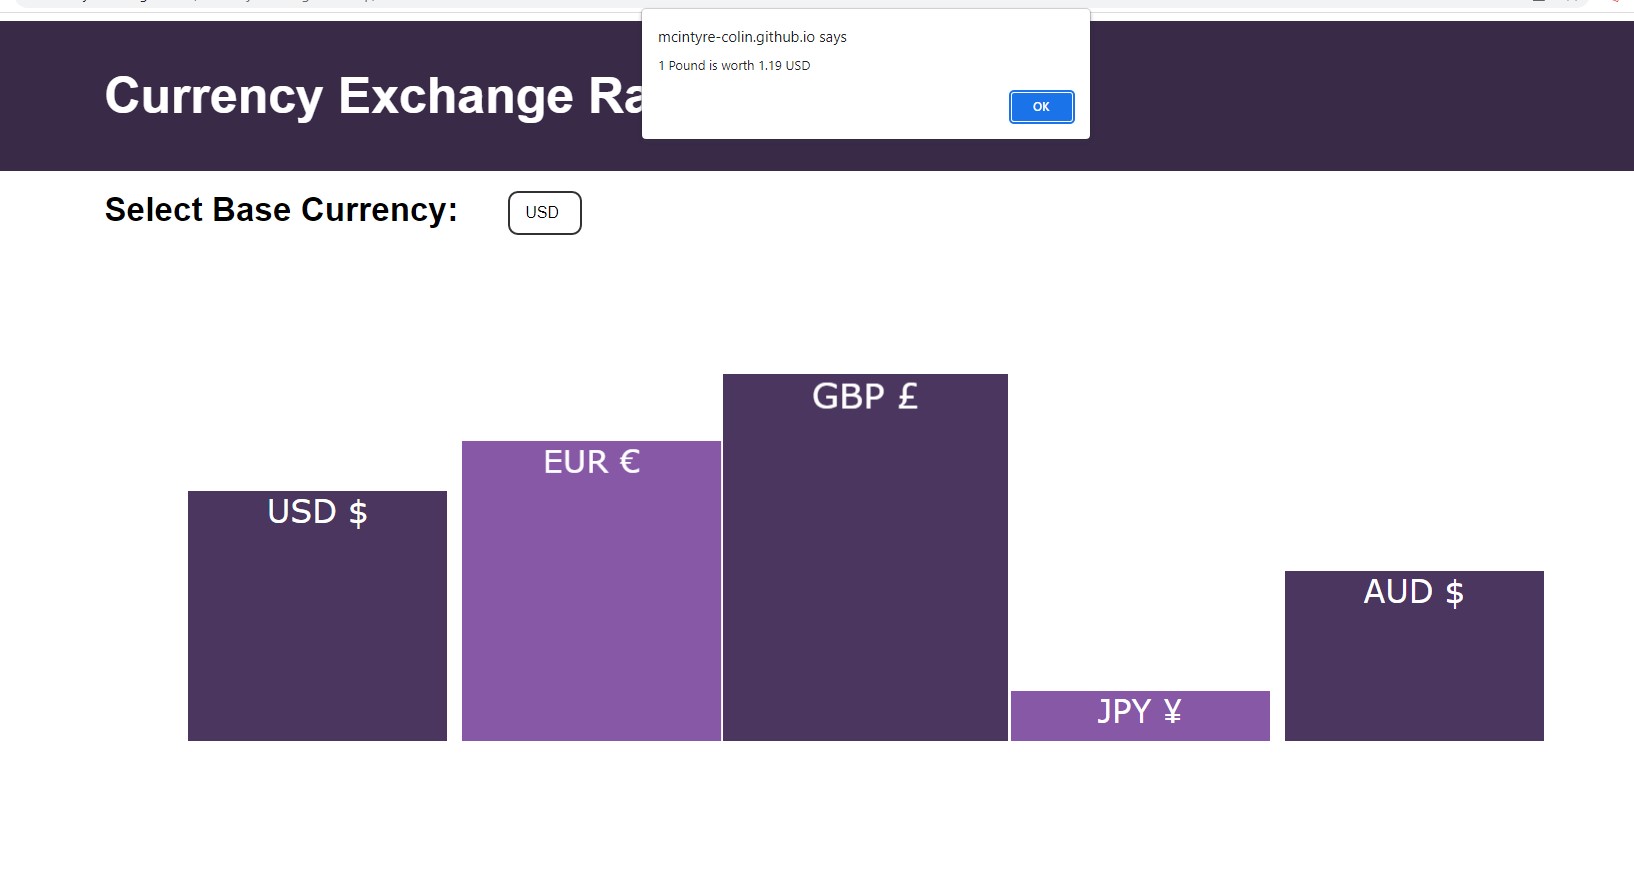 mcintyre-colin.github.io says
1 Pound is worth 1.19 USD
OK
Currency Exchange Ra
Select Base Currency: USD
GBP £
EUR €
USD $
AUD $
JPY ¥